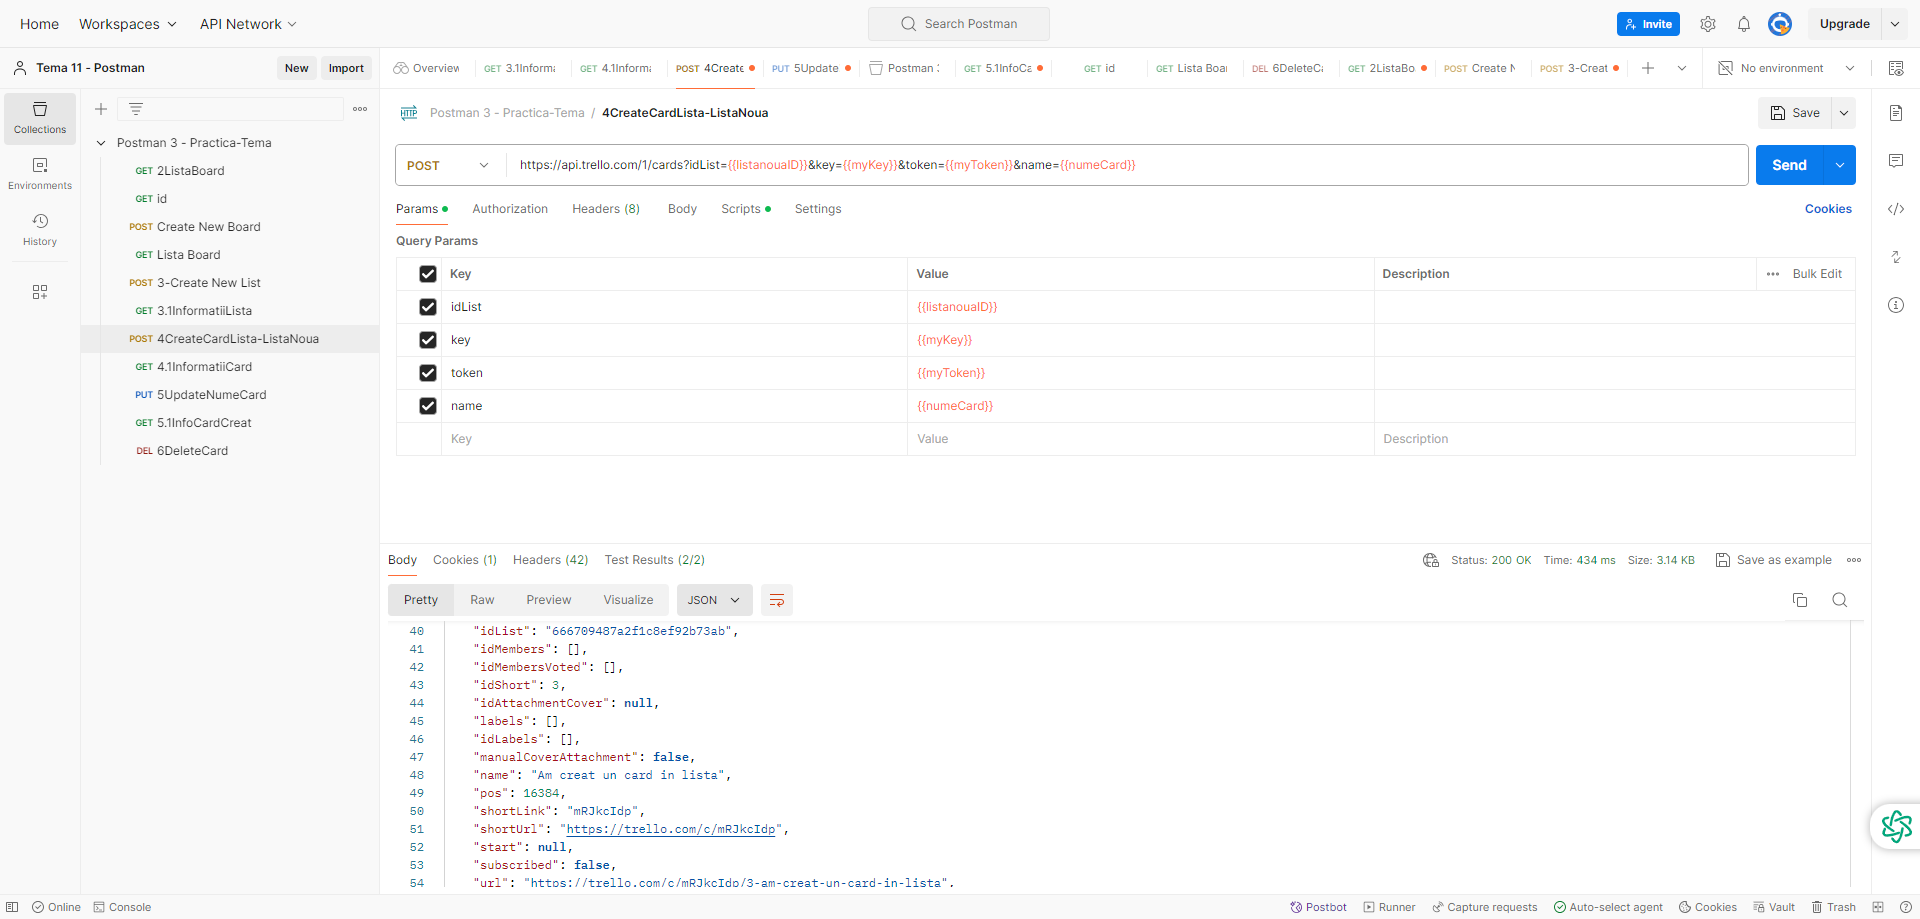 Home Workspaces API Network Search Postman Invite Upgrade
Tema 11 - Postman New Import Overview GET 3.1Informa GET 4.1Informa POST 4Create PUT 5Update Postman GET 5.1InfoCa GET id GET Lista Boa DEL 6DeleteCa GET 2ListaBo POST Create N POST 3-Creat No environment
Collections
Environments
History
Postman 3 - Practica-Tema
GET 2ListaBoard
GET id
POST Create New Board
GET Lista Board
POST 3-Create New List
GET 3.1InformatiiLista
POST 4CreateCardLista-ListaNoua
GET 4.1InformatiiCard
PUT 5UpdateNumeCard
GET 5.1InfoCardCreat
DEL 6DeleteCard
HTTP Postman 3 - Practica-Tema / 4CreateCardLista-ListaNoua Save
POST https://api.trello.com/1/cards?idList={{listanouaID}}&key={{myKey}}&token={{myToken}}&name={{numeCard}} Send
Params Authorization Headers (8) Body Scripts Settings Cookies
Query Params
Key Value Description Bulk Edit
idList {{listanouaID}}
key {{myKey}}
token {{myToken}}
name {{numeCard}}
Key Value Description
Body Cookies (1) Headers (42) Test Results (2/2) Status: 200 OK Time: 434 ms Size: 3.14 KB Save as example
Pretty Raw Preview Visualize JSON
40 "idList": "666709487a2f1c8ef92b73ab",
41 "idMembers": [],
42 "idMembersVoted": [],
43 "idShort": 3,
44 "idAttachmentCover": null,
45 "labels": [],
46 "idLabels": [],
47 "manualCoverAttachment": false,
48 "name": "Am creat un card in lista",
49 "pos": 16384,
50 "shortLink": "mRJkcIdp",
51 "shortUrl": "https://trello.com/c/mRJkcIdp",
52 "start": null,
53 "subscribed": false,
54 "url": "https://trello.com/c/mRJkcIdp/3-am-creat-un-card-in-lista",
Online Console Postbot Runner Capture requests Auto-select agent Cookies Vault Trash